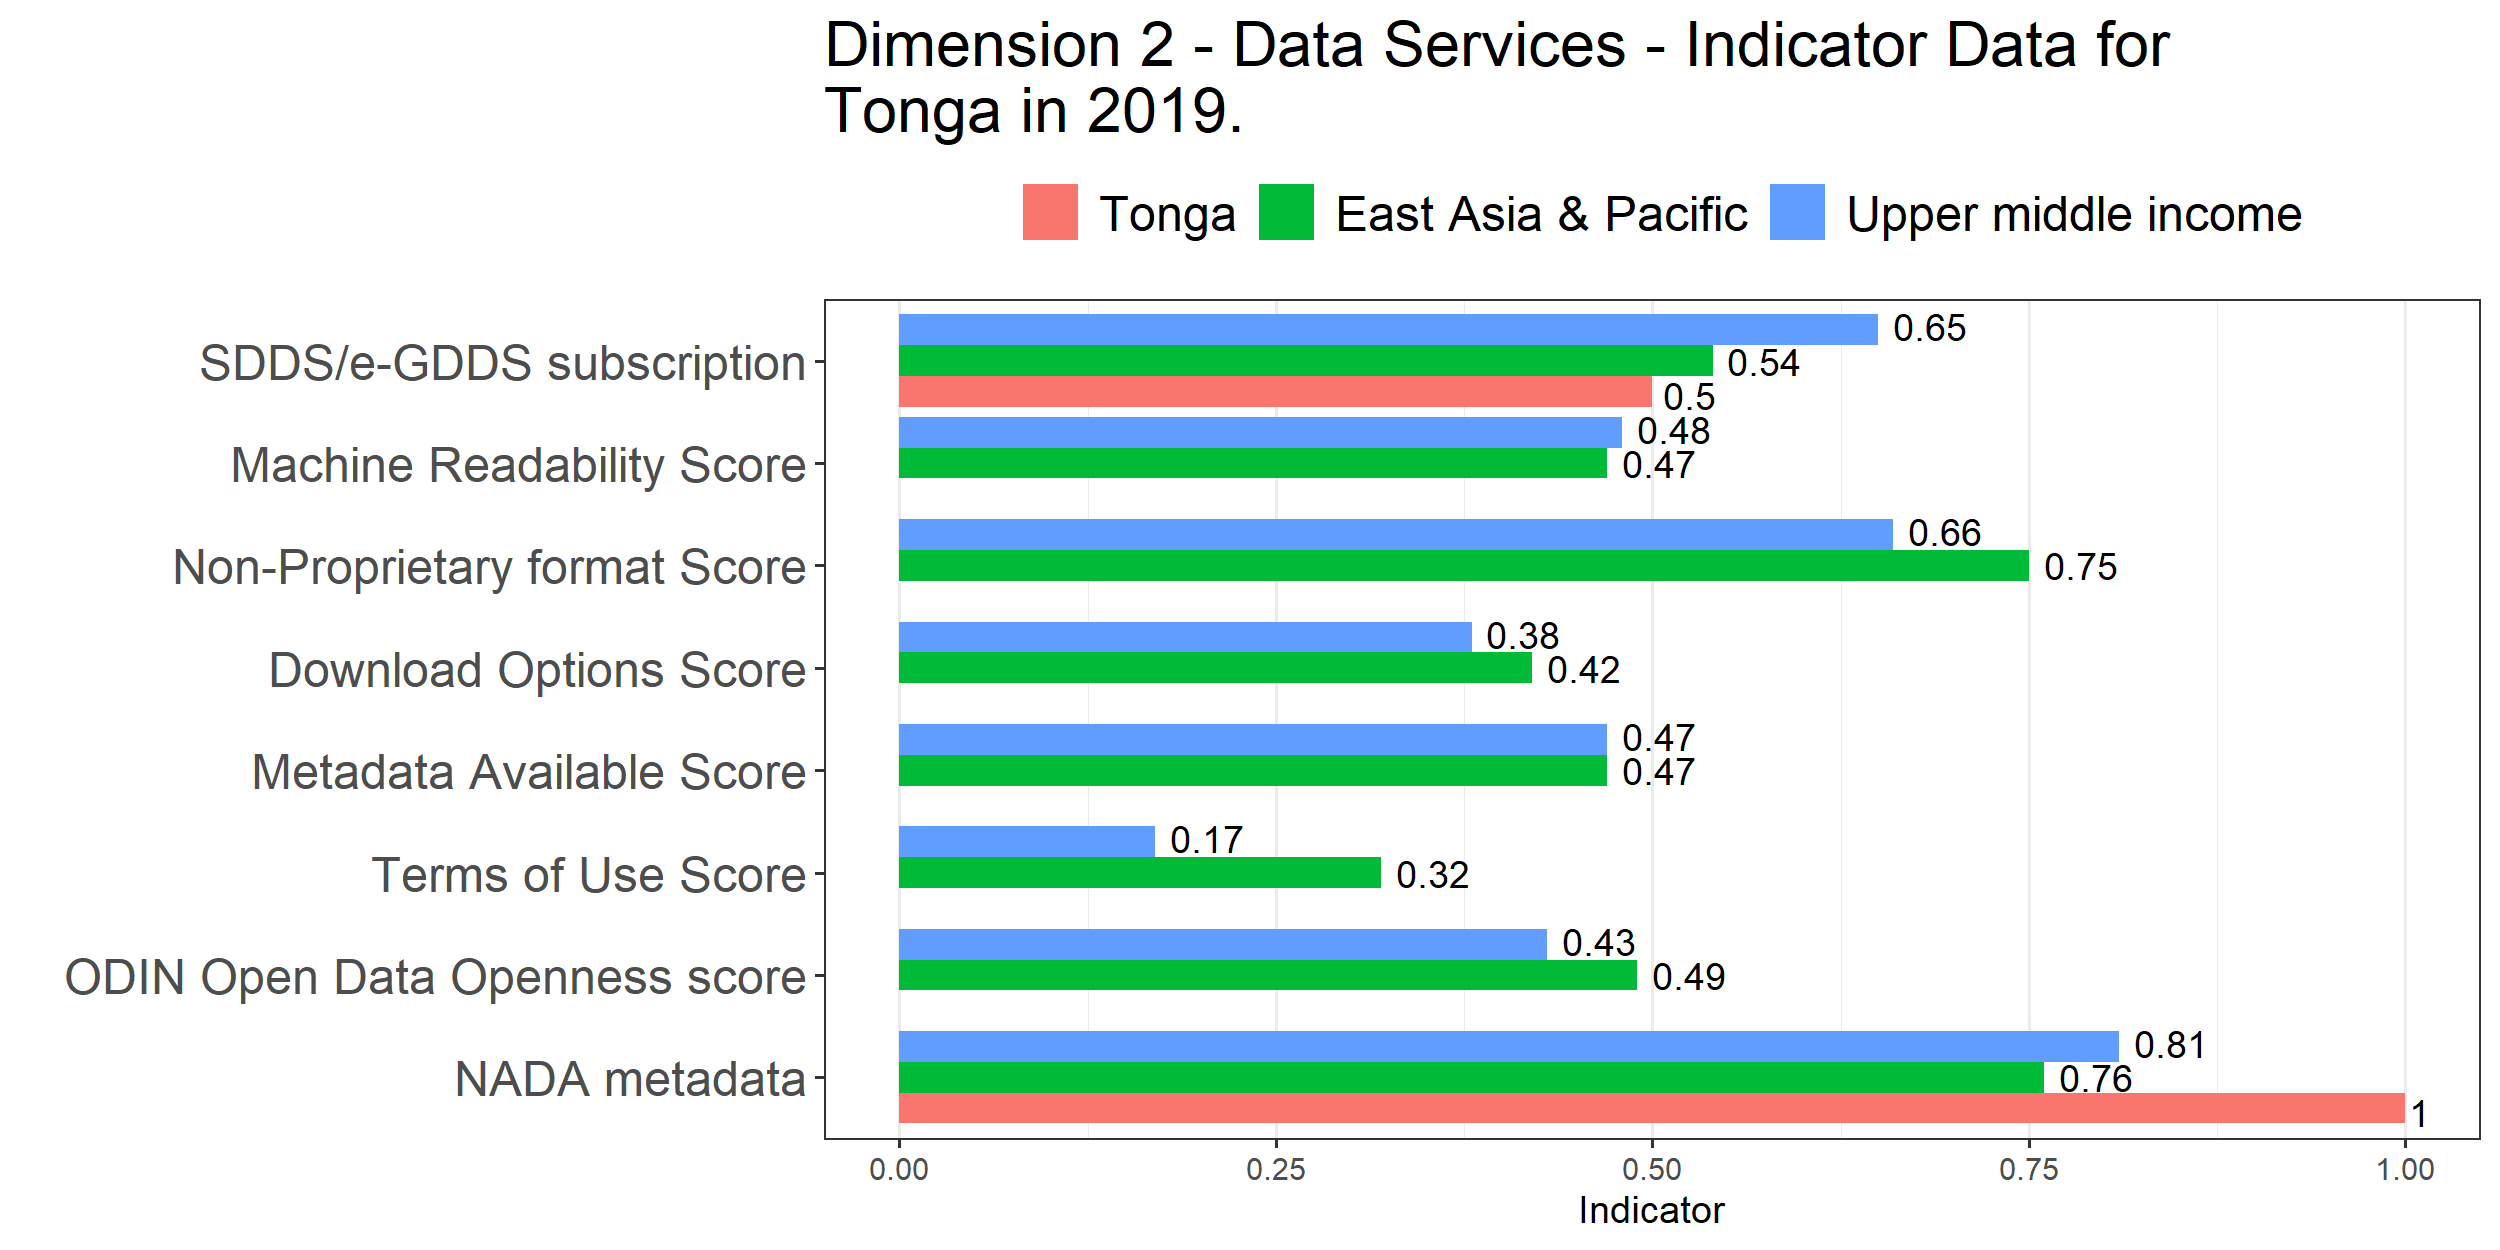 Dimension 2 - Data Services - Indicator Data for
Tonga in 2019.
Tonga East Asia & Pacific Upper middle income
SDDS/e-GDDS subscription
0.65
0.54
0.5
Machine Readability Score
0.48
0.47
Non-Proprietary format Score
0.66
0.75
Download Options Score
0.38
0.42
Metadata Available Score
0.47
0.47
Terms of Use Score
0.17
0.32
ODIN Open Data Openness score
0.43
0.49
NADA metadata
0.81
0.76
1
0.00 0.25 0.50 0.75 1.00
Indicator